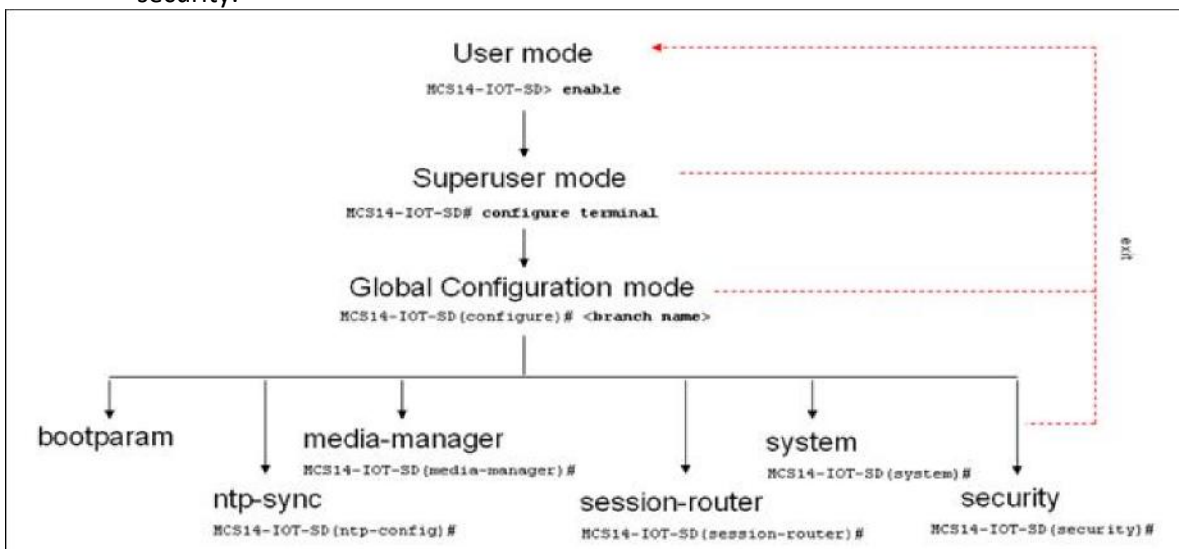 security.
User mode
MCS14-IOT-SD> enable
Superuser mode
MCS14-IOT-SD# configure terminal
Global Configuration mode
MCS14-IOT-SD(configure)# <branch name>
exit
bootparam
media-manager
MCS14-IOT-SD(media-manager)#
system
MCS14-IOT-SD(system)#
ntp-sync
MCS14-IOT-SD(ntp-config)#
session-router
MCS14-IOT-SD(session-router)#
security
MCS14-IOT-SD(security)#